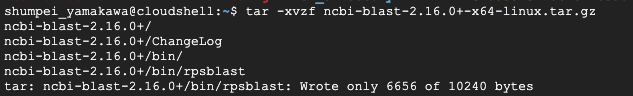 shumpei_yamakawa@cloudshell:~$ tar -xvzf ncbi-blast-2.16.0+-x64-linux.tar.gz
ncbi-blast-2.16.0+/
ncbi-blast-2.16.0+/ChangeLog
ncbi-blast-2.16.0+/bin/
ncbi-blast-2.16.0+/bin/rpsblast
tar: ncbi-blast-2.16.0+/bin/rpsblast: Wrote only 6656 of 10240 bytes